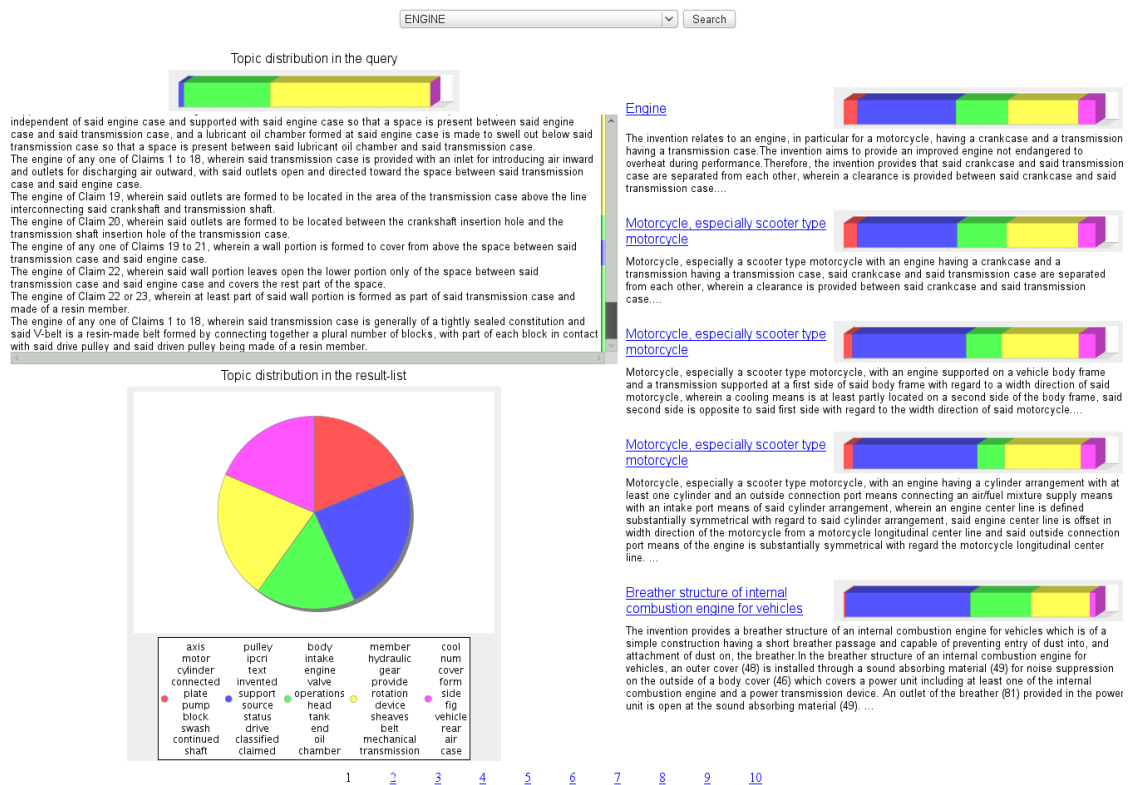 ENGINE
Search
Topic distribution in the query
independent of said engine case and supported with said engine case so that a space is present between said engine
case and said transmission case, and a lubricant oil chamber formed at said engine case is made to swell out below said
transmission case so that a space is present between said lubricant oil chamber and said transmission case.
The engine of any one of Claims 1 to 18, wherein said transmission case is provided with an inlet for introducing air inward
and outlets for discharging air outward, with said outlets open and directed toward the space between said transmission
case and said engine case.
The engine of Claim 19, wherein said outlets are formed to be located in the area of the transmission case above the line
interconnecting said crankshaft and transmission shaft.
The engine of Claim 20, wherein said outlets are formed to be located between the crankshaft insertion hole and the
transmission shaft insertion hole of the transmission case.
The engine of any one of Claims 19 to 21, wherein a wall portion is formed to cover from above the space between said
transmission case and said engine case.
The engine of Claim 22, wherein said wall portion leaves open the lower portion only of the space between said
transmission case and said engine case and covers the rest part of the space.
The engine of Claim 22 or 23, wherein at least part of said wall portion is formed as part of said transmission case and
made of a resin member.
The engine of any one of Claims 1 to 18, wherein said transmission case is generally of a tightly sealed constitution and
said V-belt is a resin-made belt formed by connecting together a plural number of blocks, with part of each block in contact
with said drive pulley and said driven pulley being made of a resin member.
Topic distribution in the result-list
axis pulley body member cool
motor ipcri intake hydraulic num
cylinder text engine gear cover
connected invented valve provide form
plate support operations rotation side
pump source head device fig
block status tank sheaves vehicle
swash drive end belt rear
continued classified oil mechanical air
shaft claimed chamber transmission case
Engine
The invention relates to an engine, in particular for a motorcycle, having a crankcase and a transmission
having a transmission case.The invention aims to provide an improved engine not endangered to
overheat during performance.Therefore, the invention provides that said crankcase and said transmission
case are separated from each other, wherein a clearance is provided between said crankcase and said
transmission case....
Motorcycle, especially scooter type
motorcycle
Motorcycle, especially a scooter type motorcycle with an engine having a crankcase and a
transmission having a transmission case, said crankcase and said transmission case are separated
from each other, wherein a clearance is provided between said crankcase and said transmission
case....
Motorcycle, especially scooter type
motorcycle
Motorcycle, especially a scooter type motorcycle, with an engine supported on a vehicle body frame
and a transmission supported at a first side of said body frame with regard to a width direction of said
motorcycle, wherein a cooling means is at least partly located on a second side of the body frame, said
second side is opposite to said first side with regard to the width direction of said motorcycle....
Motorcycle, especially scooter type
motorcycle
Motorcycle, especially a scooter type motorcycle, with an engine having a cylinder arrangement with at
least one cylinder and an outside connection port means connecting an air/fuel mixture supply means
with an intake port means of said cylinder arrangement, wherein an engine center line is defined
substantially symmetrical with regard to said cylinder arrangement, said engine center line is offset in
width direction of the motorcycle from a motorcycle longitudinal center line and said outside connection
port means of the engine is substantially symmetrical with regard the motorcycle longitudinal center
line. ...
Breather structure of internal
combustion engine for vehicles
The invention provides a breather structure of an internal combustion engine for vehicles which is of a
simple construction having a short breather passage and capable of preventing entry of dust into, and
attachment of dust on, the breather.In the breather structure of an internal combustion engine for
vehicles, an outer cover (48) is installed through a sound absorbing material (49) for noise suppression
on the outside of a body cover (46) which covers a power unit including at least one of the internal
combustion engine and a power transmission device. An outlet of the breather (81) provided in the power
unit is open at the sound absorbing material (49). ...
1 2 3 4 5 6 7 8 9 10